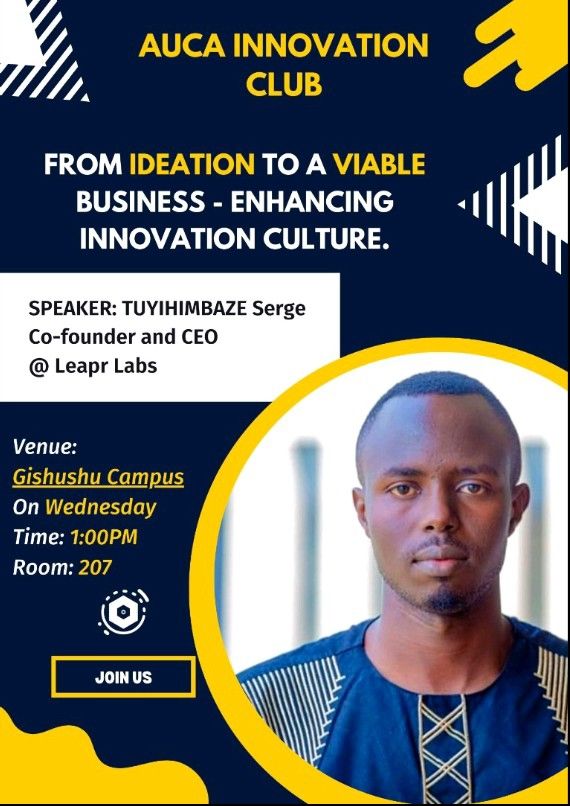 AUCA INNOVATION
CLUB
FROM IDEATION TO A VIABLE
BUSINESS - ENHANCING
INNOVATION CULTURE.
SPEAKER: TUYIHIMBAZE Serge
Co-founder and CEO
@ Leapr Labs
Venue:
Gishushu Campus
On Wednesday
Time: 1:00PM
Room: 207
JOIN US